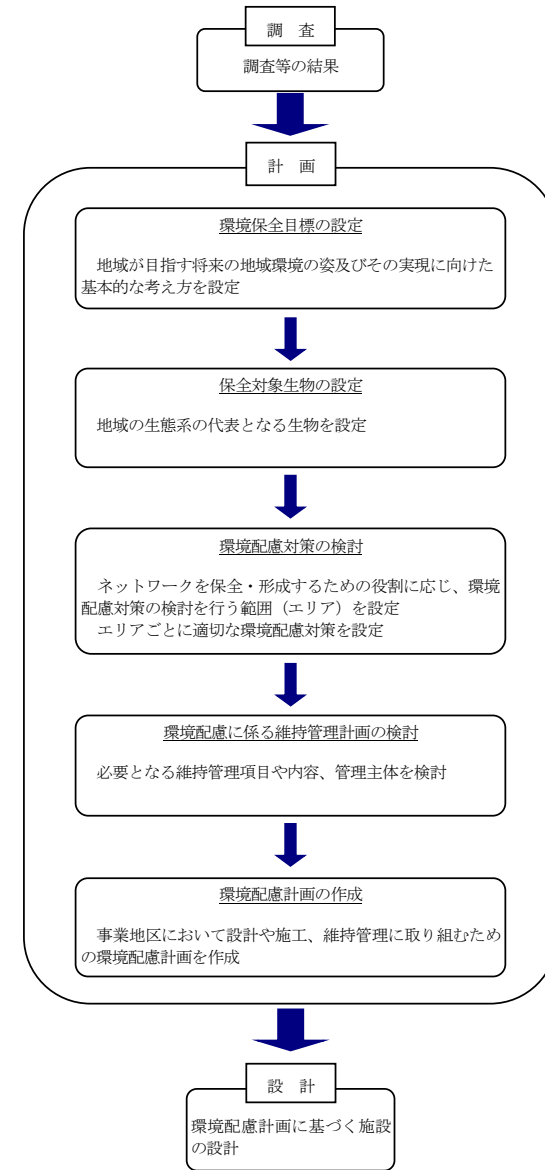 調　査
調査等の結果
計　画
環境保全目標の設定
　地域が目指す将来の地域環境の姿及びその実現に向けた
基本的な考え方を設定
保全対象生物の設定
　地域の生態系の代表となる生物を設定
環境配慮対策の検討
　ネットワークを保全・形成するための役割に応じ、環境
配慮対策の検討を行う範囲（エリア）を設定
　エリアごとに適切な環境配慮対策を設定
環境配慮に係る維持管理計画の検討
　必要となる維持管理項目や内容、管理主体を検討
環境配慮計画の作成
　事業地区において設計や施工、維持管理に取り組むため
の環境配慮計画を作成
設　計
環境配慮計画に基づく施設
の設計